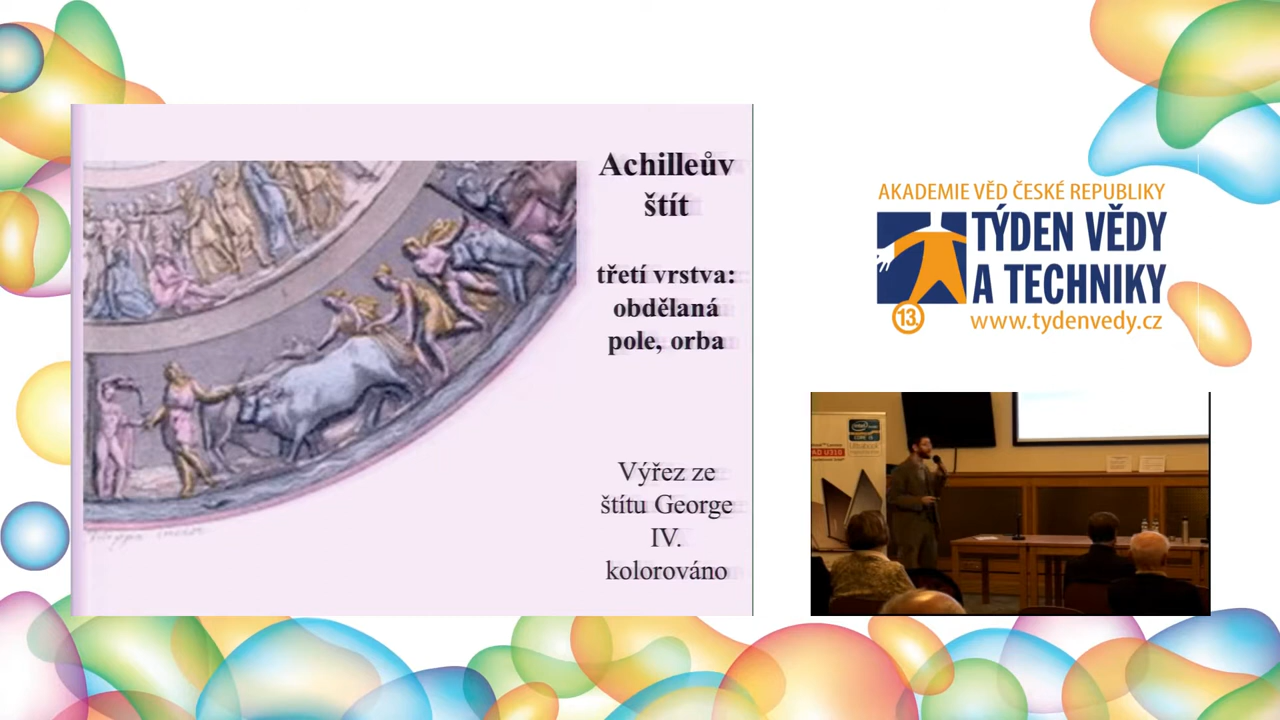 Achilleův
štít
třetí vrstva:
obdělaná
pole, orba
Výřez ze
štítu George
IV.
kolorováno
AKADEMIE VĚD ČESKÉ REPUBLIKY
TÝDEN VĚDY
A TECHNIKY
13.
www.tydenvedy.cz
intel